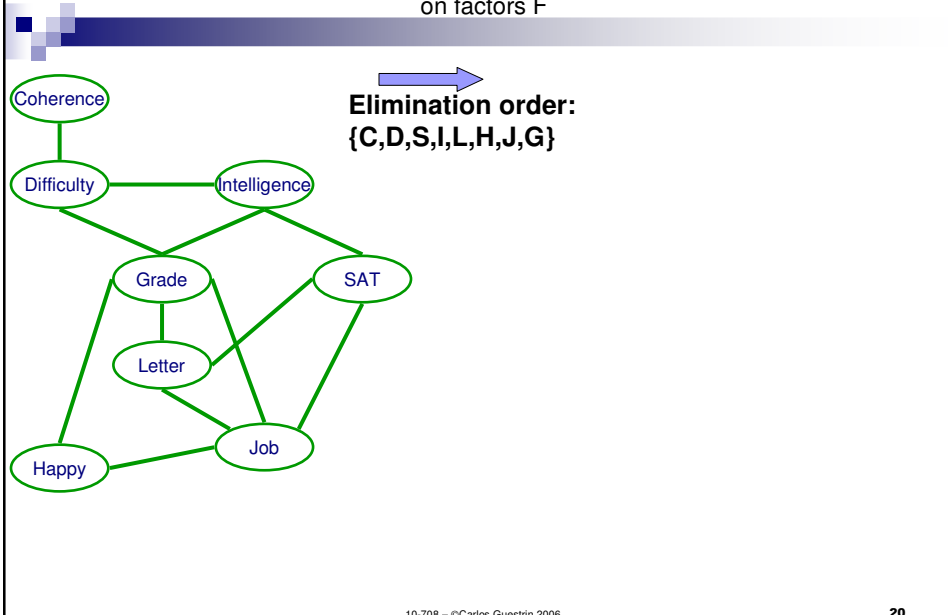 on factors F
Elimination order:
{C,D,S,I,L,H,J,G}
Coherence
Difficulty
Intelligence
Grade
SAT
Letter
Job
Happy
10-708 – ©Carlos Guestrin 2006
20